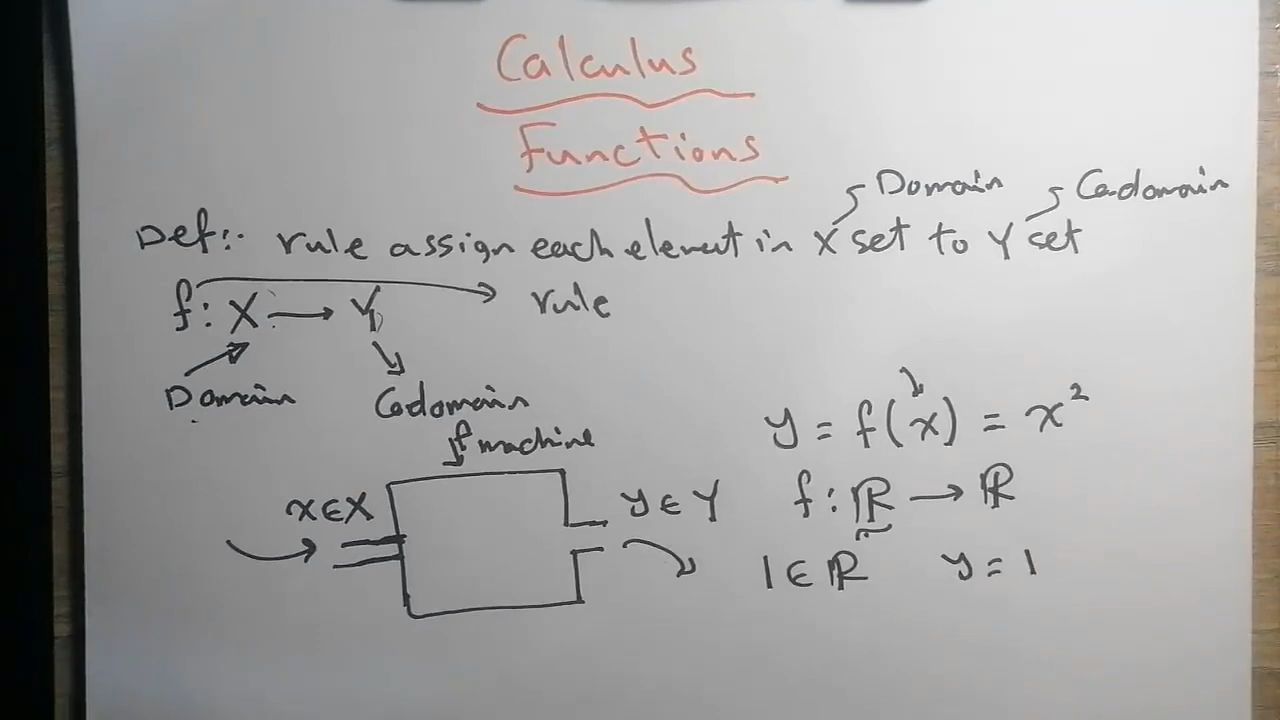 Calculus
Functions
Domain
Codomain
Def:- rule assign each element in X set to Y set
f: X → Y
rule
Domain
Codomain
f machine
x∈X
y∈Y
y = f(x) = x²
f: ℝ → ℝ
1∈ℝ y = 1